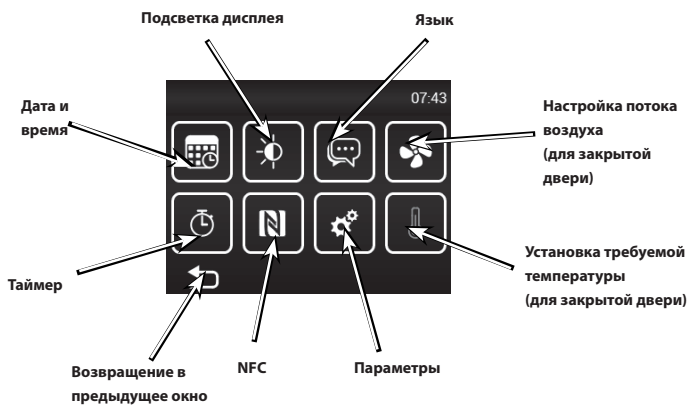 Подсветка дисплея
Язык
07:43
Дата и
время
Настройка потока
воздуха
(для закрытой
двери)
Установка требуемой
температуры
(для закрытой двери)
Таймер
Возвращение в
предыдущее окно
NFC
Параметры